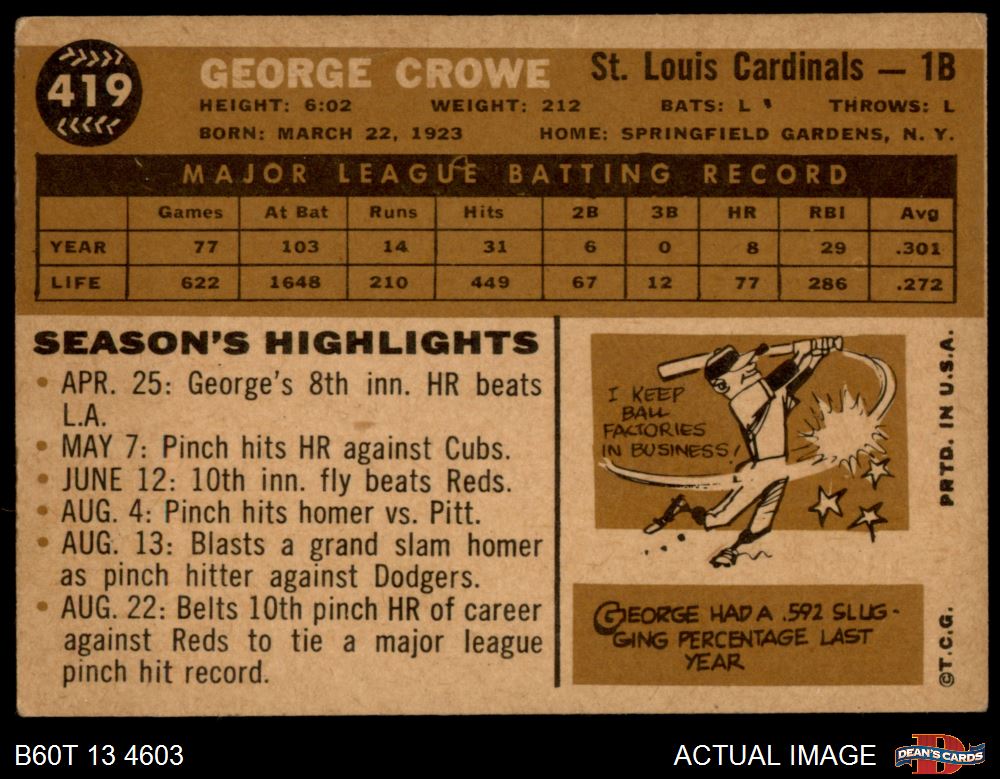 419
GEORGE CROWE St. Louis Cardinals — 1B
HEIGHT: 6:02 WEIGHT: 212 BATS: L THROWS: L
BORN: MARCH 22, 1923 HOME: SPRINGFIELD GARDENS, N. Y.
MAJOR LEAGUE BATTING RECORD
Games At Bat Runs Hits 2B 3B HR RBI Avg
YEAR 77 103 14 31 6 0 8 29 .301
LIFE 622 1648 210 449 67 12 77 286 .272
SEASON'S HIGHLIGHTS
• APR. 25: George's 8th inn. HR beats
L.A.
• MAY 7: Pinch hits HR against Cubs.
• JUNE 12: 10th inn. fly beats Reds.
• AUG. 4: Pinch hits homer vs. Pitt.
• AUG. 13: Blasts a grand slam homer
as pinch hitter against Dodgers.
• AUG. 22: Belts 10th pinch HR of career
against Reds to tie a major league
pinch hit record.
I KEEP
BALL
FACTORIES
IN BUSINESS!
GEORGE HAD A .592 SLUG-
GING PERCENTAGE LAST
YEAR
PRTD. IN U.S.A.
©T.C.G.
B60T 13 4603 ACTUAL IMAGE
DEAN'S CARDS